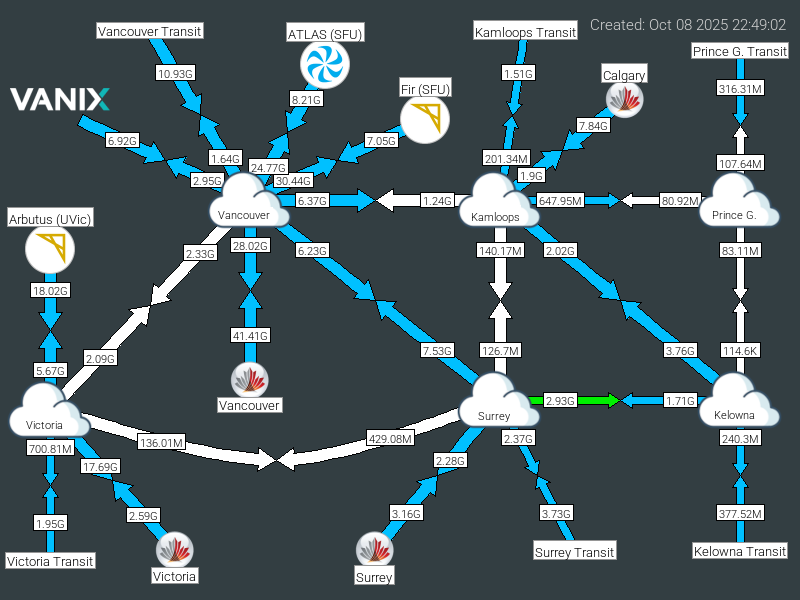 Created: Oct 08 2025 22:49:02
Vancouver Transit
ATLAS (SFU)
Kamloops Transit
Prince G. Transit
10.93G
1.51G
Calgary
316.31M
VANIX
8.21G
Fir (SFU)
7.84G
6.92G
7.05G
1.64G
24.77G
201.34M
107.64M
2.95G
30.44G
1.9G
6.37G
1.24G
647.95M
80.92M
Vancouver
Kamloops
Prince G.
Arbutus (UVic)
2.33G
28.02G
6.23G
140.17M
2.02G
83.11M
18.02G
41.41G
2.09G
7.53G
126.7M
3.76G
114.6K
5.67G
Vancouver
2.93G
1.71G
Victoria
Surrey
Kelowna
136.01M
429.08M
2.37G
240.3M
700.81M
17.69G
2.28G
1.95G
2.59G
3.16G
3.73G
377.52M
Victoria Transit
Victoria
Surrey
Surrey Transit
Kelowna Transit